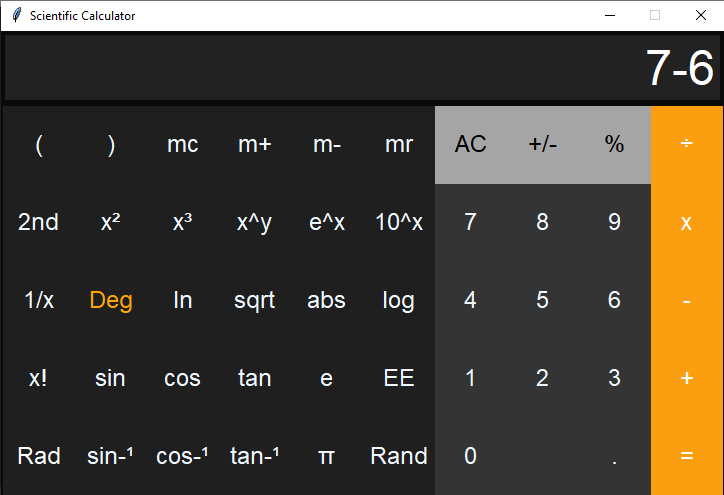 Scientific Calculator
7-6
( ) mc m+ m- mr AC +/- % ÷
2nd x² x³ x^y e^x 10^x 7 8 9 x
1/x Deg ln sqrt abs log 4 5 6 -
x! sin cos tan e EE 1 2 3 +
Rad sin-¹ cos-¹ tan-¹ π Rand 0 . =